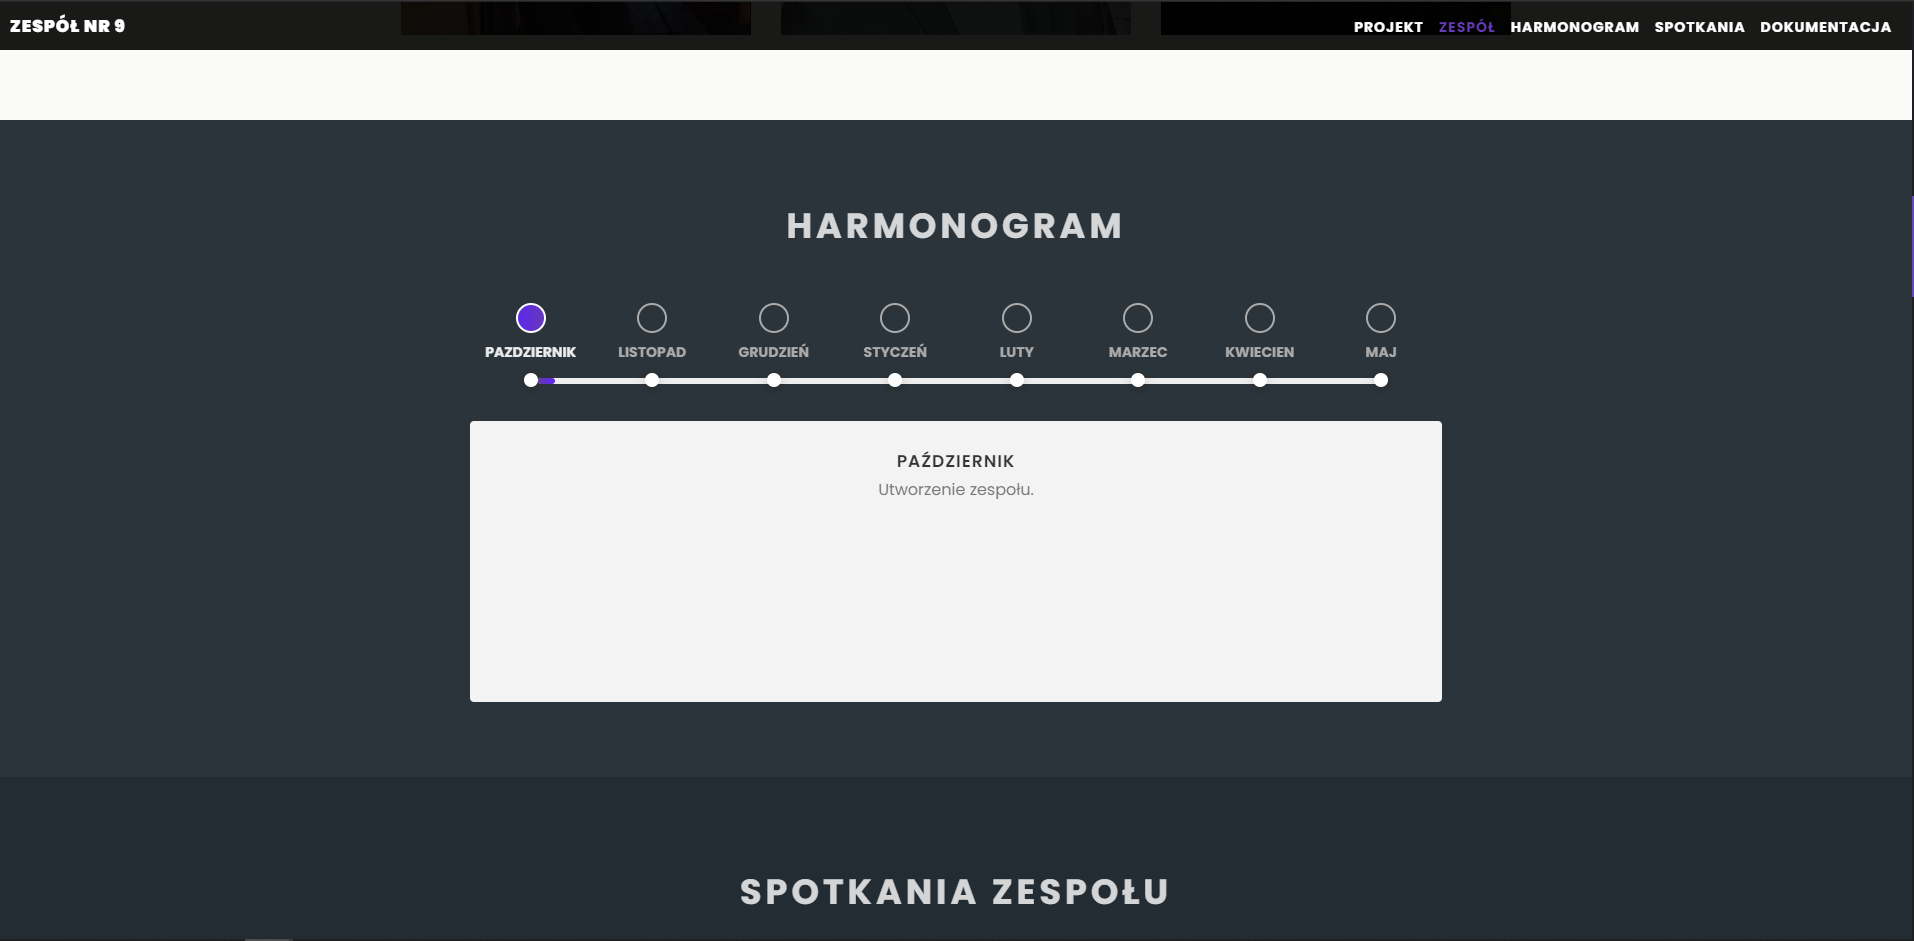 ZESPÓŁ NR 9
PROJEKT ZESPÓŁ HARMONOGRAM SPOTKANIA DOKUMENTACJA
HARMONOGRAM
PAZDZIERNIK LISTOPAD GRUDZIEŃ STYCZEŃ LUTY MARZEC KWIECIEN MAJ
PAŹDZIERNIK
Utworzenie zespołu.
SPOTKANIA ZESPOŁU